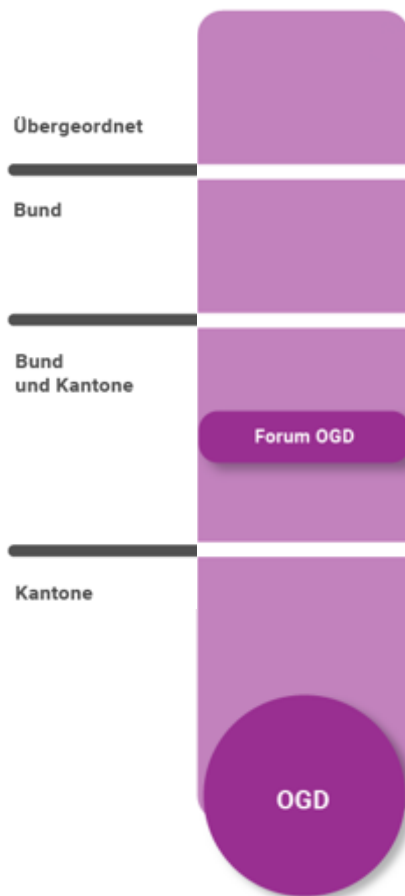 Übergeordnet
Bund
Bund
und Kantone
Forum OGD
Kantone
OGD